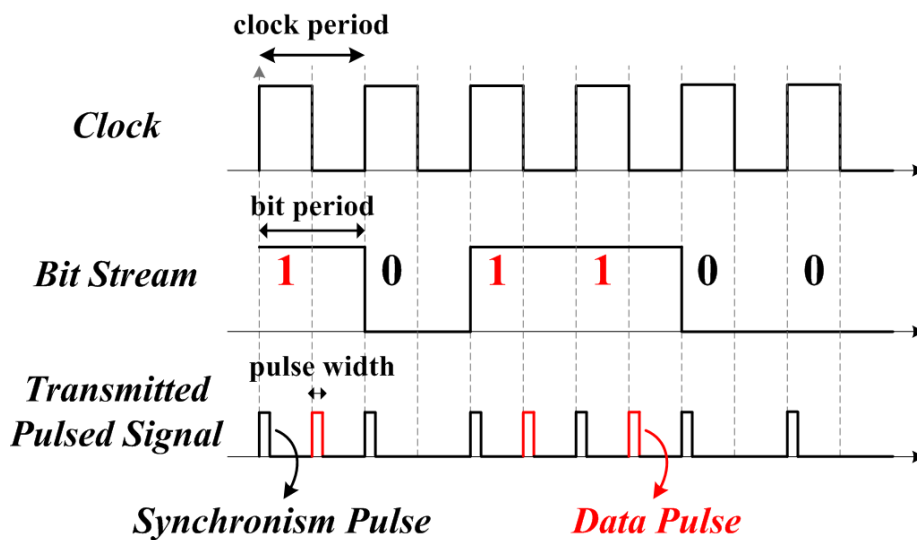 clock period
Clock
bit period
Bit Stream
1 0 1 1 0 0
pulse width
Transmitted
Pulsed Signal
Synchronism Pulse
Data Pulse